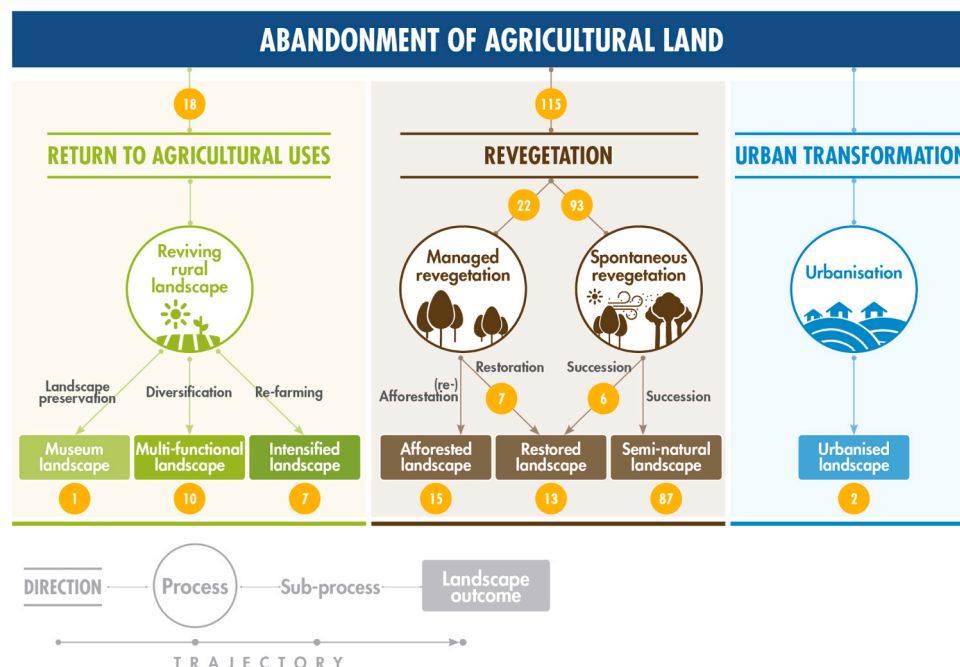 ABANDONMENT OF AGRICULTURAL LAND
18
115
RETURN TO AGRICULTURAL USES
REVEGETATION
URBAN TRANSFORMATION
22
93
Reviving
rural
landscape
Managed
revegetation
Spontaneous
revegetation
Urbanisation
Landscape
preservation
Diversification
Re-farming
(re-)
Afforestation
Restoration
7
Succession
6
Succession
Museum
landscape
Multi-functional
landscape
Intensified
landscape
Afforested
landscape
Restored
landscape
Semi-natural
landscape
Urbanised
landscape
1
10
7
15
13
87
2
DIRECTION
Process
Sub-process
Landscape
outcome
TRAJECTORY